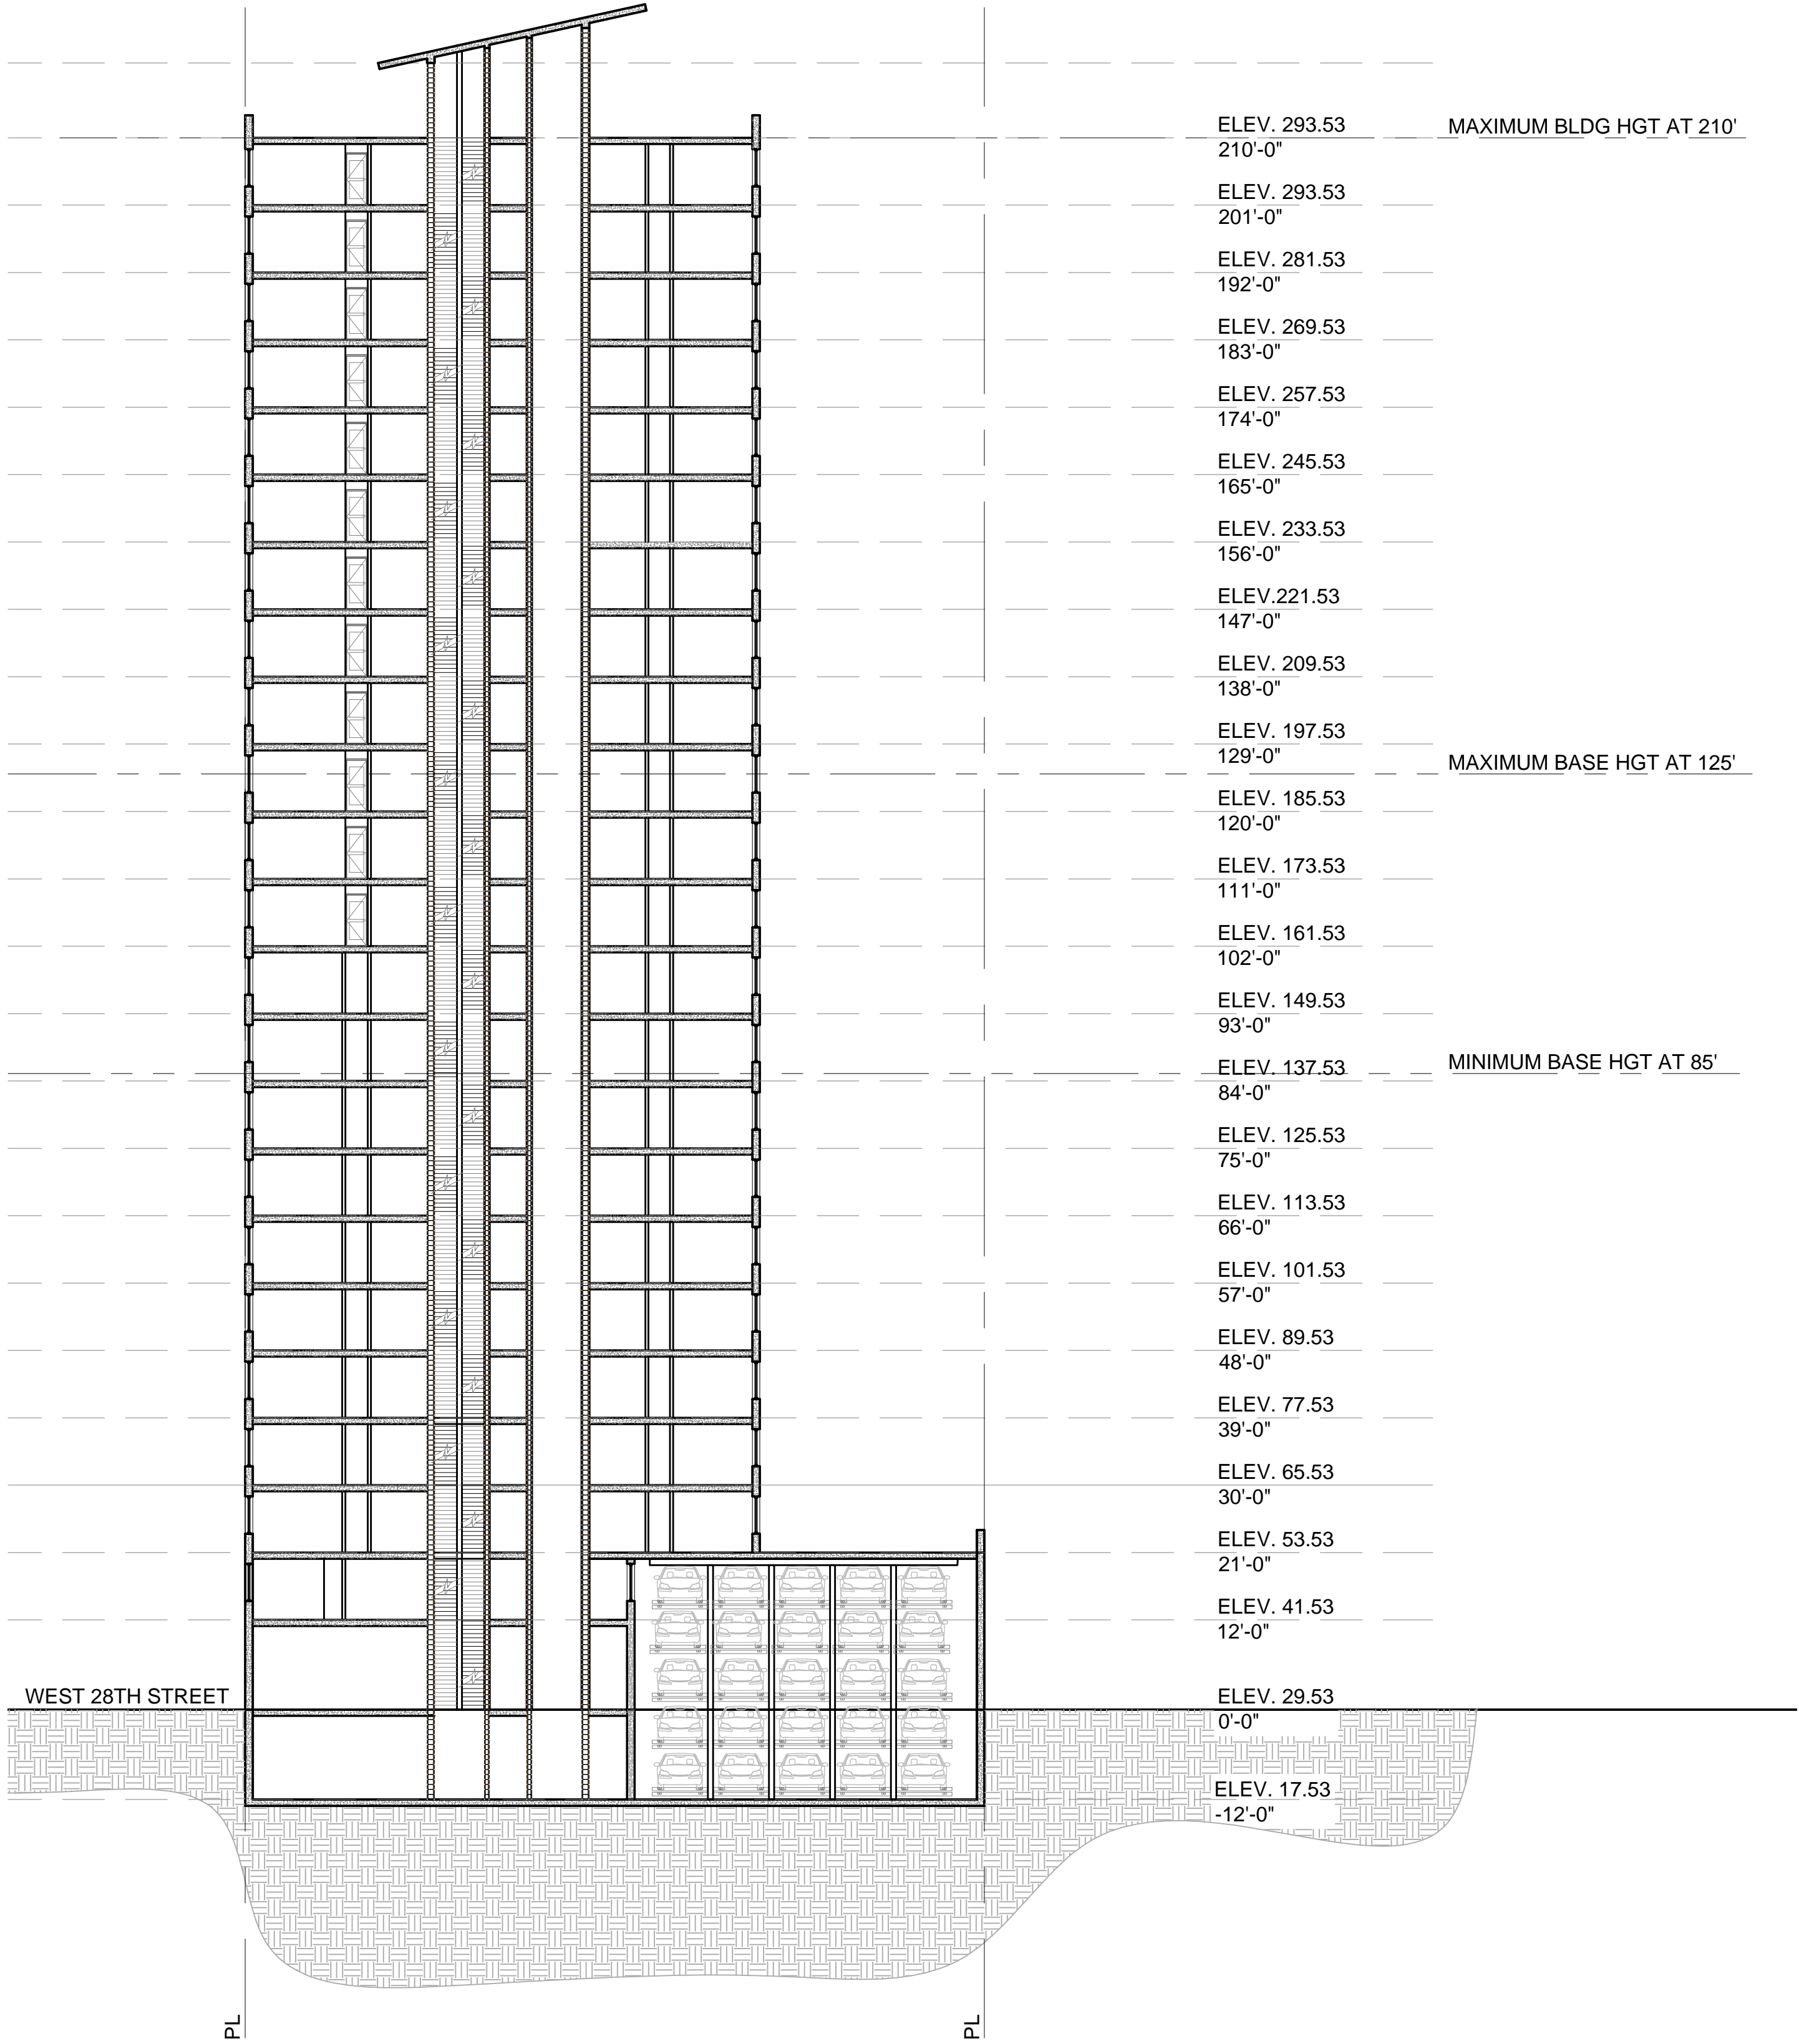 ELEV. 293.53
MAXIMUM BLDG HGT AT 210'
210'-0"
ELEV. 293.53
201'-0"
ELEV. 281.53
192'-0"
ELEV. 269.53
183'-0"
ELEV. 257.53
174'-0"
ELEV. 245.53
165'-0"
ELEV. 233.53
156'-0"
ELEV.221.53
147'-0"
ELEV. 209.53
138'-0"
ELEV. 197.53
129'-0"
MAXIMUM BASE HGT AT 125'
ELEV. 185.53
120'-0"
ELEV. 173.53
111'-0"
ELEV. 161.53
102'-0"
ELEV. 149.53
93'-0"
ELEV. 137.53
MINIMUM BASE HGT AT 85'
84'-0"
ELEV. 125.53
75'-0"
ELEV. 113.53
66'-0"
ELEV. 101.53
57'-0"
ELEV. 89.53
48'-0"
ELEV. 77.53
39'-0"
ELEV. 65.53
30'-0"
ELEV. 53.53
21'-0"
ELEV. 41.53
12'-0"
WEST 28TH STREET
ELEV. 29.53
0'-0"
ELEV. 17.53
-12'-0"
PL
PL